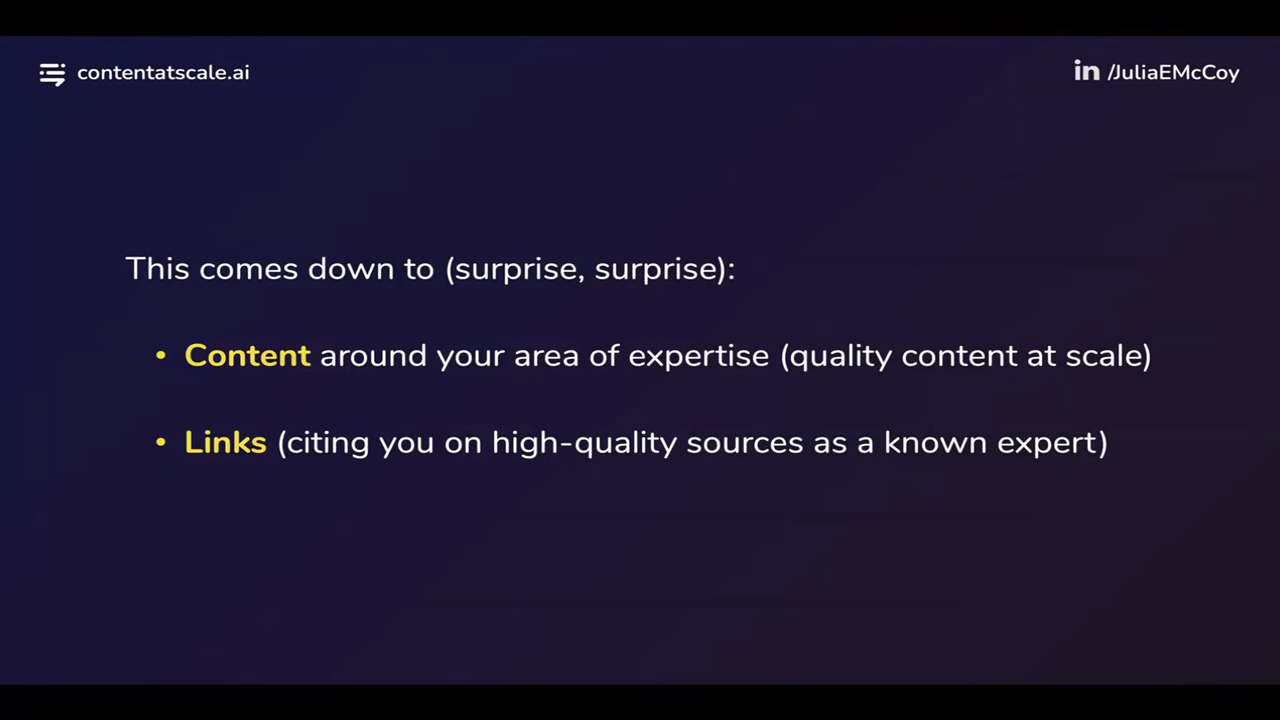 contentatscale.ai
in /JuliaEMcCoy
This comes down to (surprise, surprise):
• Content around your area of expertise (quality content at scale)
• Links (citing you on high-quality sources as a known expert)